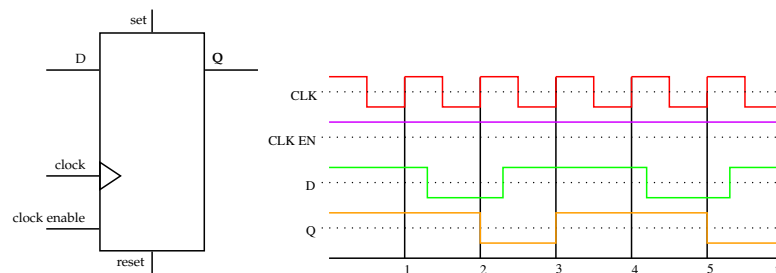 set
D
Q
clock
clock enable
reset
CLK
CLK EN
D
Q
1 2 3 4 5